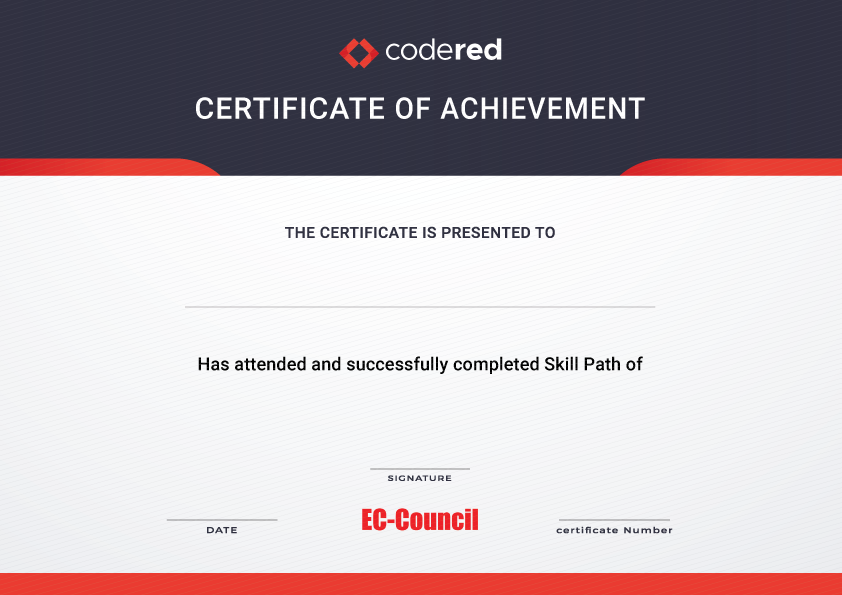 codered
CERTIFICATE OF ACHIEVEMENT
THE CERTIFICATE IS PRESENTED TO
Has attended and successfully completed Skill Path of
SIGNATURE
DATE
EC-Council
certificate Number